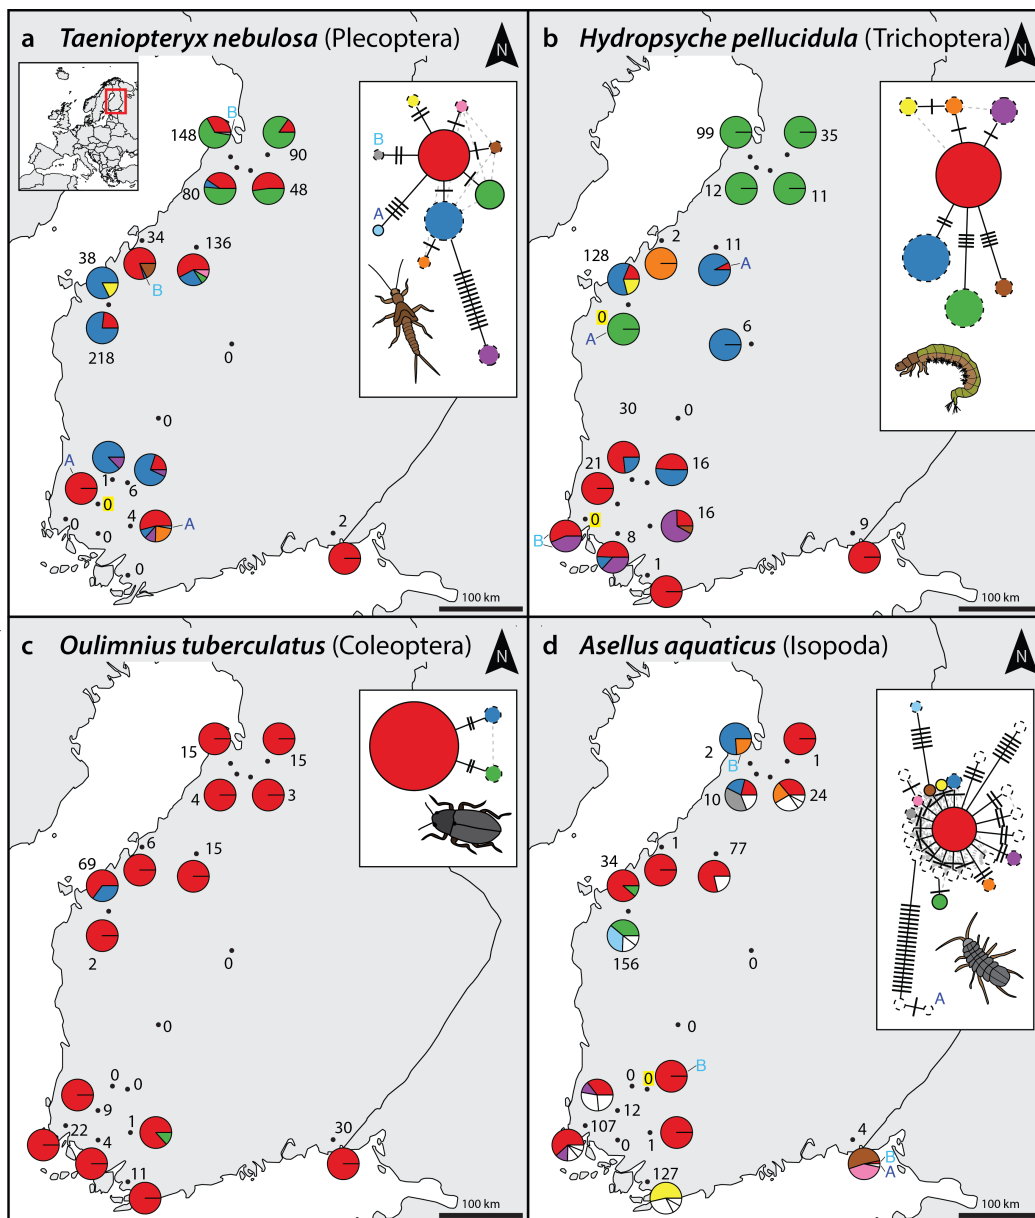 a Taeniopteryx nebulosa (Plecoptera)
N
B
148
90
80
48
34
136
38
B
218
0
0
A
1
6
0
4
A
0
0
0
2
B
A
100 km
b Hydropsyche pellucidula (Trichoptera)
N
99
35
12
11
2
11
128
A
0
A
6
30
0
21
16
0
16
B
8
9
1
100 km
c Oulimnius tuberculatus (Coleoptera)
N
15
15
4
3
6
15
69
2
0
0
0
0
9
1
22
4
11
30
100 km
d Asellus aquaticus (Isopoda)
N
2
B
1
10
24
1
77
34
156
0
0
0
0
B
12
107
0
1
127
4
B
A
A
100 km